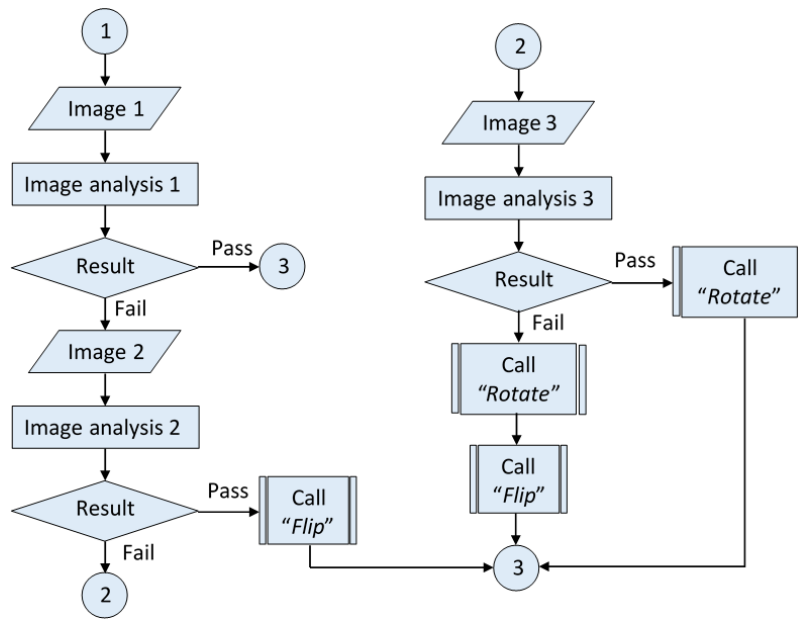 1
Image 1
Image analysis 1
Result
Pass
3
Fail
Image 2
Image analysis 2
Result
Pass
Call
“Flip”
Fail
2
2
Image 3
Image analysis 3
Result
Pass
Call
“Rotate”
Fail
Call
“Rotate”
Call
“Flip”
3